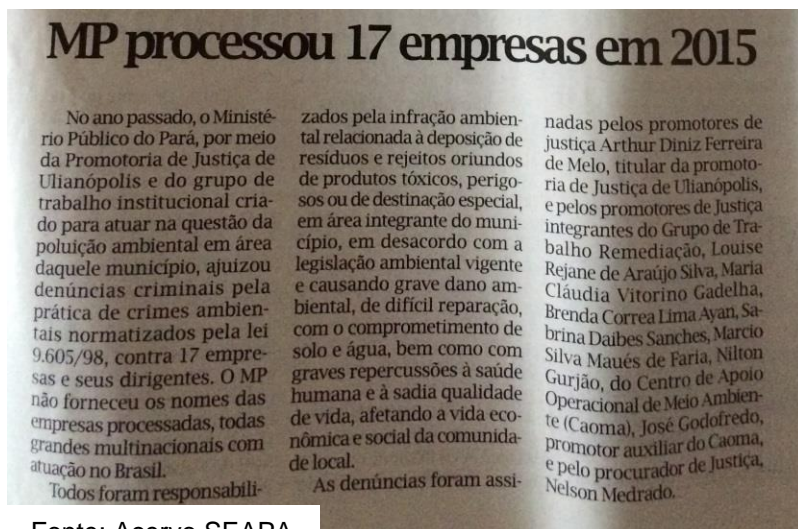 MP processou 17 empresas em 2015
No ano passado, o Ministé-
rio Público do Pará, por meio
da Promotoria de Justiça de
Ulianópolis e do grupo de
trabalho institucional cria-
do para atuar na questão da
poluição ambiental em área
daquele município, ajuizou
denúncias criminais pela
prática de crimes ambien-
tais normatizados pela lei
9.605/98, contra 17 empre-
sas e seus dirigentes. O MP
não forneceu os nomes das
empresas processadas, todas
grandes multinacionais com
atuação no Brasil.
Todos foram responsabili-
zados pela infração ambien-
tal relacionada à deposição de
resíduos e rejeitos oriundos
de produtos tóxicos, perigo-
sos ou de destinação especial,
em área integrante do muni-
cípio, em desacordo com a
legislação ambiental vigente
e causando grave dano am-
biental, de difícil reparação,
com o comprometimento de
solo e água, bem como com
graves repercussões à saúde
humana e à sadia qualidade
de vida, afetando a vida eco-
nômica e social da comunida-
de local.
As denúncias foram assi-
nadas pelos promotores de
justiça Arthur Diniz Ferreira
de Melo, titular da promoto-
ria de Justiça de Ulianópolis,
e pelos promotores de Justiça
integrantes do Grupo de Tra-
balho Remediação, Louise
Rejane de Araújo Silva, Maria
Cláudia Vitorino Gadelha,
Brenda Correa Lima Ayan, Sa-
brina Daibes Sanches, Marcio
Silva Maués de Faria, Nilton
Gurjão, do Centro de Apoio
Operacional de Meio Ambien-
te (Caoma), José Godofredo,
promotor auxiliar do Caoma,
e pelo procurador de Justiça,
Nelson Medrado.